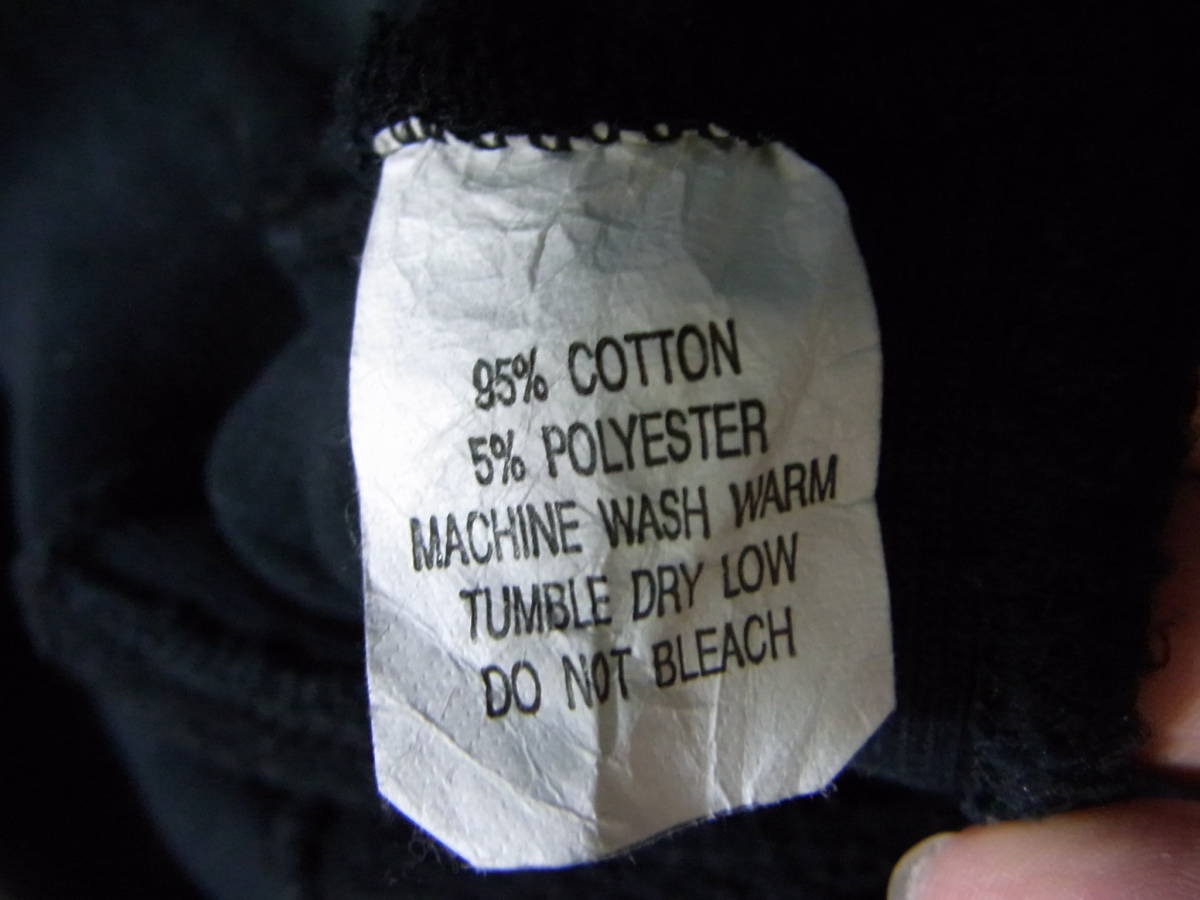 95% COTTON
5% POLYESTER
MACHINE WASH WARM
TUMBLE DRY LOW
DO NOT BLEACH